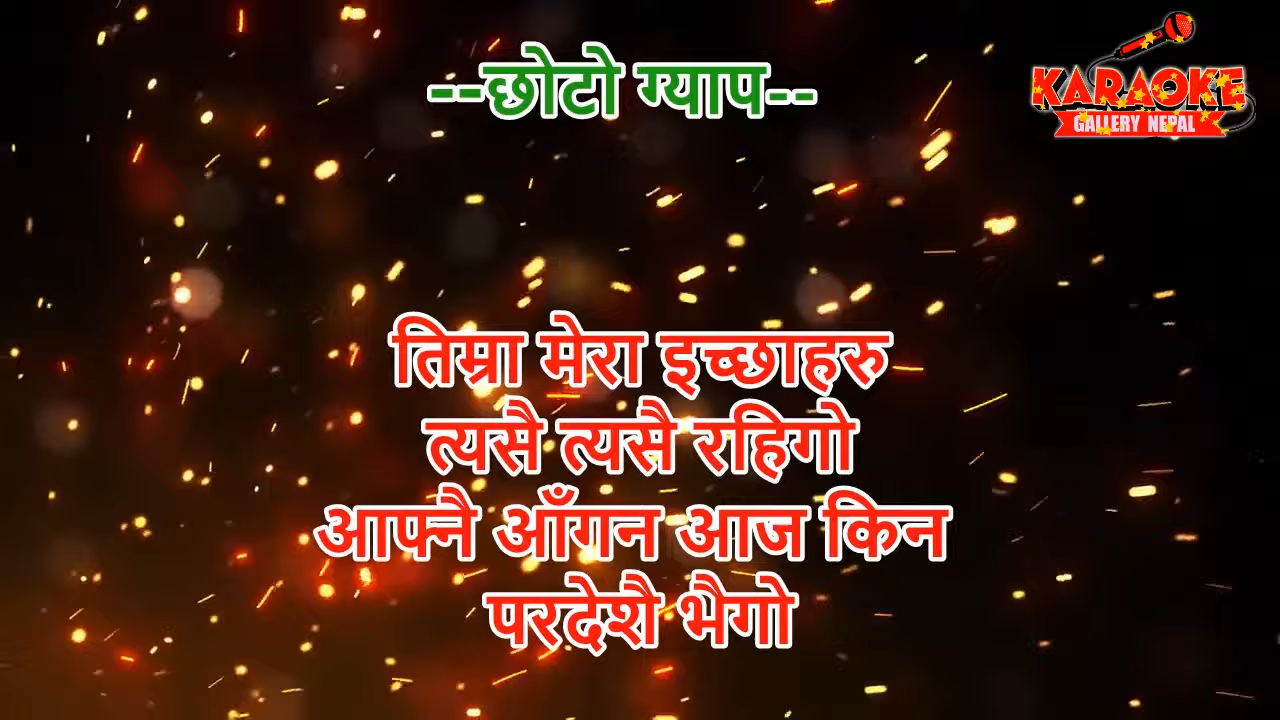 --छोटो ग्याप--
KARAOKE
GALLERY NEPAL
तिम्रा मेरा इच्छाहरु
त्यसै त्यसै रहिगो
आफ्नै आँगन आज किन
परदेशै भैगो